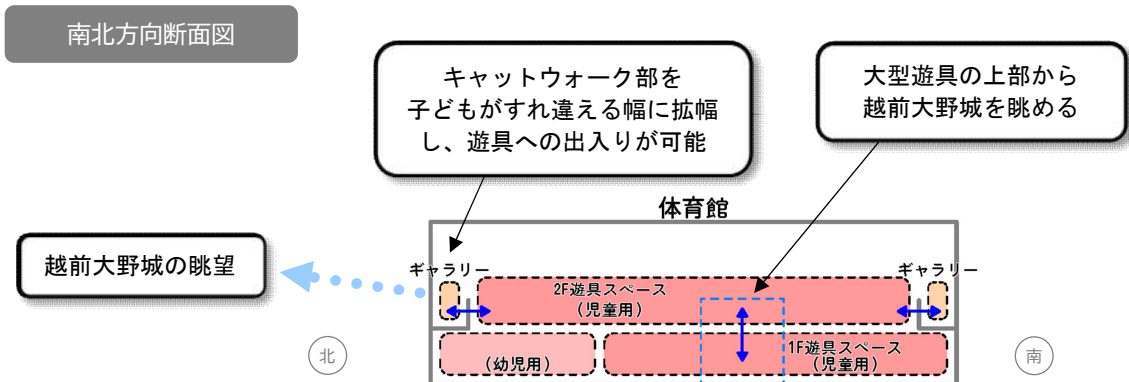 南北方向断面図
キャットウォーク部を
子どもがすれ違える幅に拡幅
し、遊具への出入りが可能
大型遊具の上部から
越前大野城を眺める
体育館
越前大野城の眺望
ギャラリー
ギャラリー
2F遊具スペース
(児童用)
北
(幼児用)
1F遊具スペース
(児童用)
南